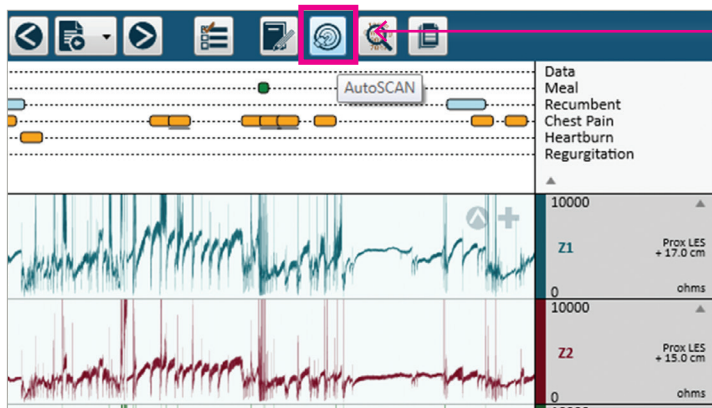 AutoSCAN
Data
Meal
Recumbent
Chest Pain
Heartburn
Regurgitation
10000
Z1
Prox LES
+ 17.0 cm
ohms
0
10000
Z2
Prox LES
+ 15.0 cm
ohms
0